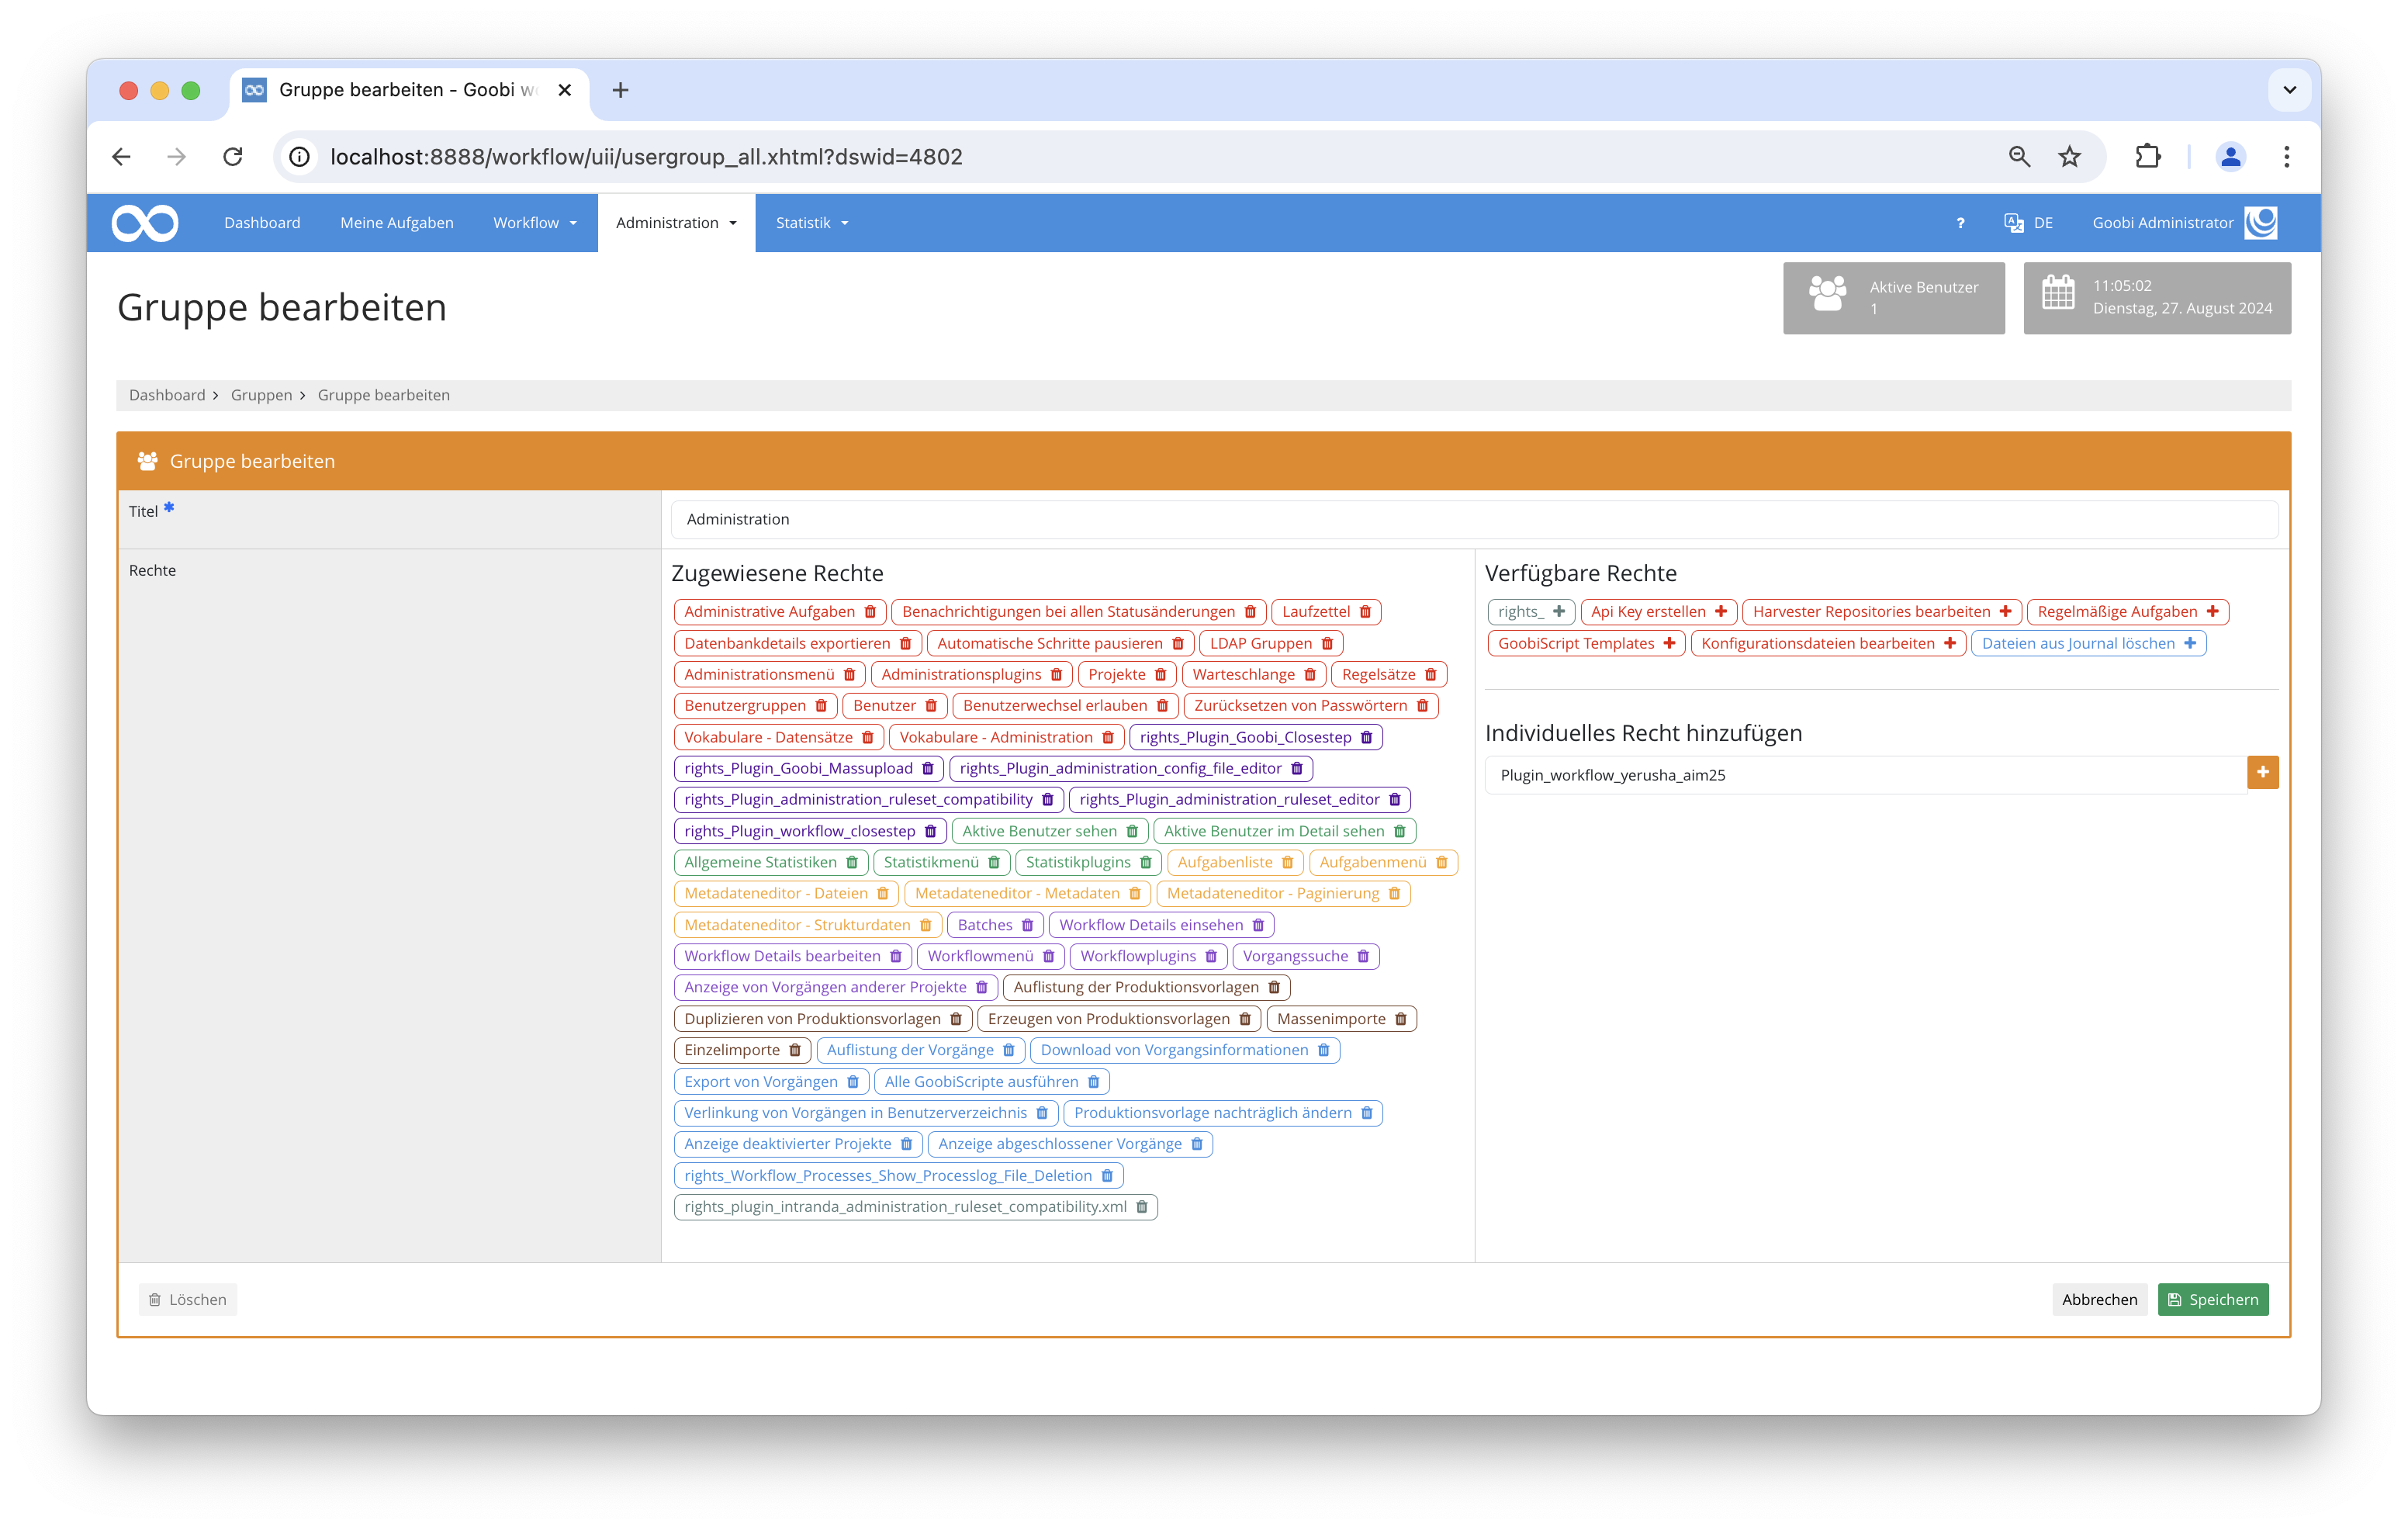 Gruppe bearbeiten - Goobi w
localhost:8888/workflow/uii/usergroup_all.xhtml?dswid=4802
Dashboard Meine Aufgaben Workflow Administration Statistik ? DE Goobi Administrator
Gruppe bearbeiten
Aktive Benutzer
1
11:05:02
Dienstag, 27. August 2024
Dashboard > Gruppen > Gruppe bearbeiten
Gruppe bearbeiten
Titel *
Administration
Rechte
Zugewiesene Rechte
Administrative Aufgaben Benachrichtigungen bei allen Statusänderungen Laufzettel
Datenbankdetails exportieren Automatische Schritte pausieren LDAP Gruppen
Administrationsmenü Administrationsplugins Projekte Warteschlange Regelsätze
Benutzergruppen Benutzer Benutzerwechsel erlauben Zurücksetzen von Passwörtern
Vokabulare - Datensätze Vokabulare - Administration rights_Plugin_Goobi_Closestep
rights_Plugin_Goobi_Massupload rights_Plugin_administration_config_file_editor
rights_Plugin_administration_ruleset_compatibility rights_Plugin_administration_ruleset_editor
rights_Plugin_workflow_closestep Aktive Benutzer sehen Aktive Benutzer im Detail sehen
Allgemeine Statistiken Statistikmenü Statistikplugins Aufgabenliste Aufgabenmenü
Metadateneditor - Dateien Metadateneditor - Metadaten Metadateneditor - Paginierung
Metadateneditor - Strukturdaten Batches Workflow Details einsehen
Workflow Details bearbeiten Workflowmenü Workflowplugins Vorgangssuche
Anzeige von Vorgängen anderer Projekte Auflistung der Produktionsvorlagen
Duplizieren von Produktionsvorlagen Erzeugen von Produktionsvorlagen Massenimporte
Einzelimporte Auflistung der Vorgänge Download von Vorgangsinformationen
Export von Vorgängen Alle GoobiScripte ausführen
Verlinkung von Vorgängen in Benutzerverzeichnis Produktionsvorlage nachträglich ändern
Anzeige deaktivierter Projekte Anzeige abgeschlossener Vorgänge
rights_Workflow_Processes_Show_Processlog_File_Deletion
rights_plugin_intranda_administration_ruleset_compatibility.xml
Verfügbare Rechte
rights_ Api Key erstellen Harvester Repositories bearbeiten Regelmäßige Aufgaben
GoobiScript Templates Konfigurationsdateien bearbeiten Dateien aus Journal löschen
Individuelles Recht hinzufügen
Plugin_workflow_yerusha_aim25
Löschen
Abbrechen
Speichern